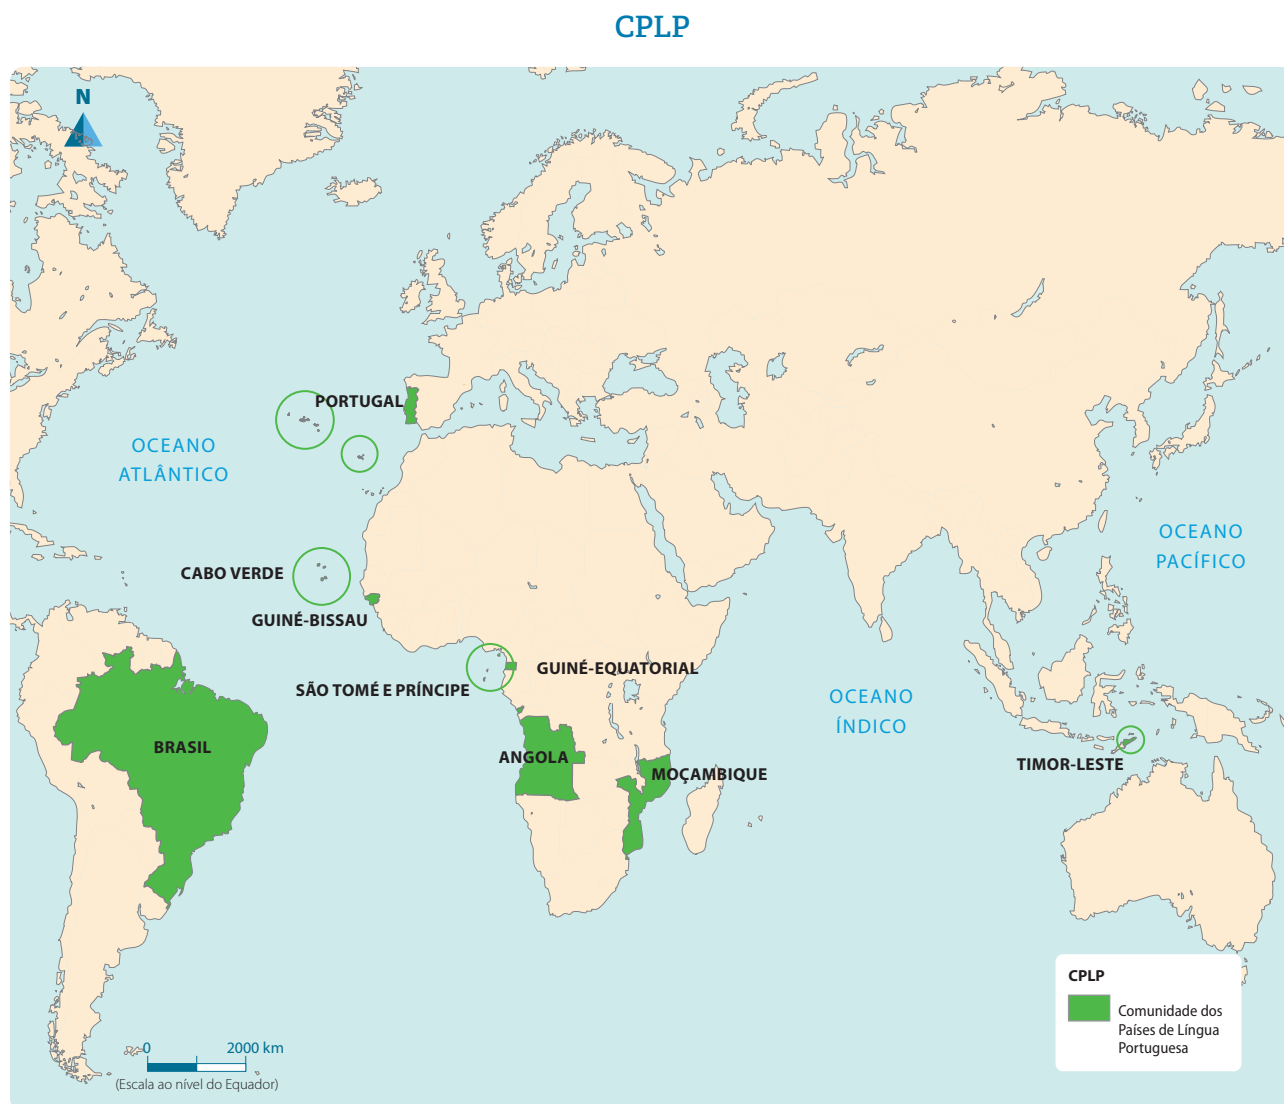 CPLP
N
PORTUGAL
OCEANO
ATLÂNTICO
OCEANO
PACÍFICO
CABO VERDE
GUINÉ-BISSAU
GUINÉ-EQUATORIAL
SÃO TOMÉ E PRÍNCIPE
OCEANO
ÍNDICO
BRASIL
ANGOLA
MOÇAMBIQUE
TIMOR-LESTE
CPLP
Comunidade dos
Países de Língua
Portuguesa
0 2000 km
(Escala ao nível do Equador)